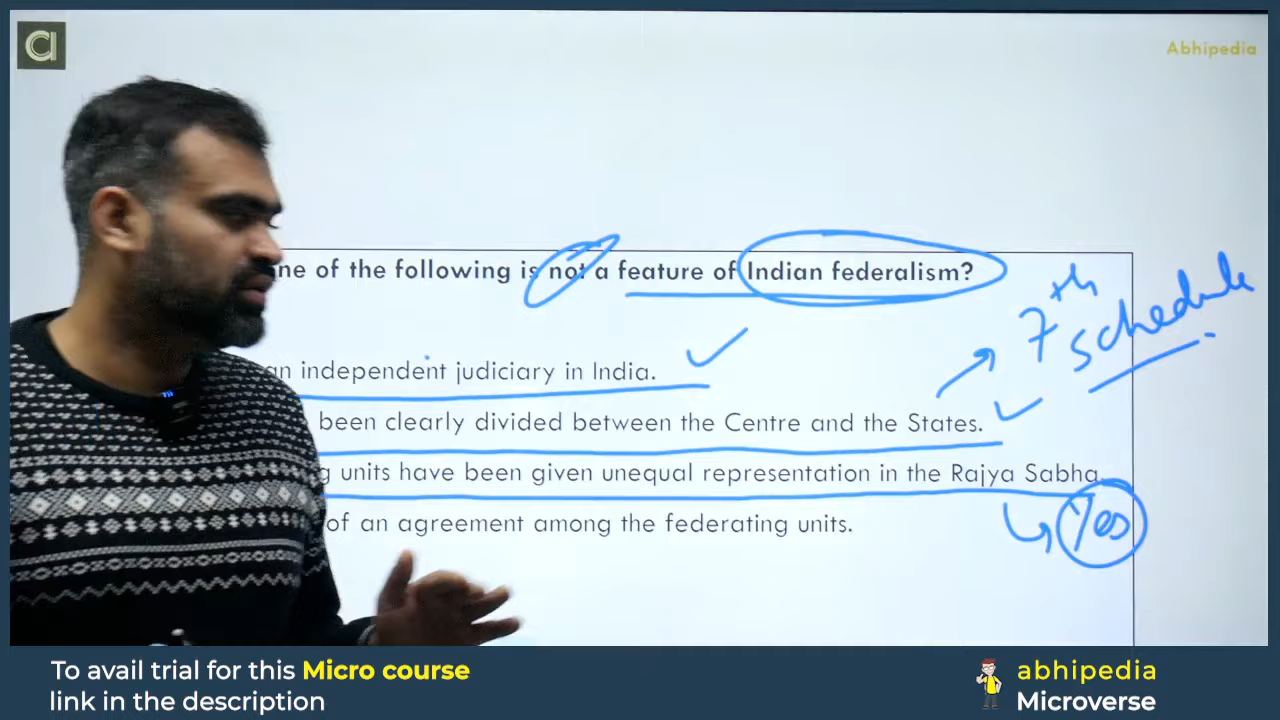 Abhipedia
ne of the following is not a feature of Indian federalism?
7th
schedule
an independent judiciary in India.
been clearly divided between the Centre and the States.
g units have been given unequal representation in the Rajya Sabha.
Yes
of an agreement among the federating units.
To avail trial for this Micro course
link in the description
abhipedia
Microverse